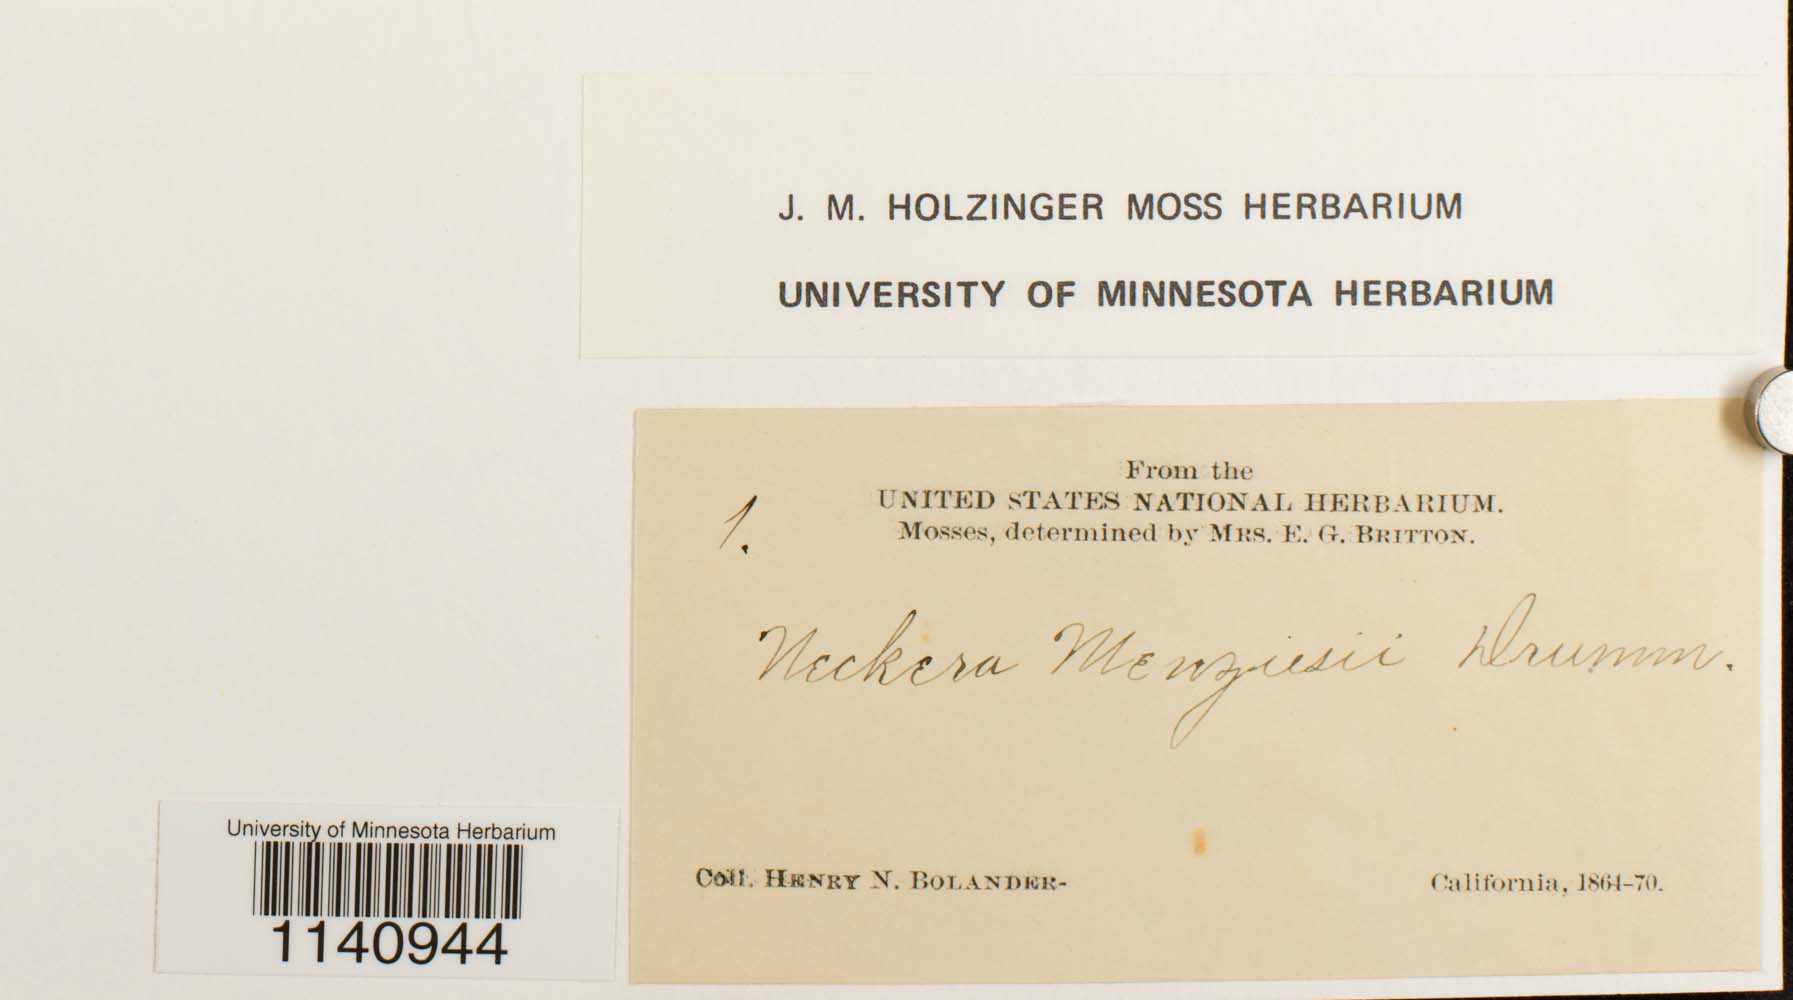 J. M. HOLZINGER MOSS HERBARIUM
UNIVERSITY OF MINNESOTA HERBARIUM
From the
UNITED STATES NATIONAL HERBARIUM.
1.
Mosses, determined by MRS. E. G. BRITTON.
Neckera Menziesii Drumm.
Coll. HENRY N. BOLANDER-
California, 1864-70.
University of Minnesota Herbarium
1140944